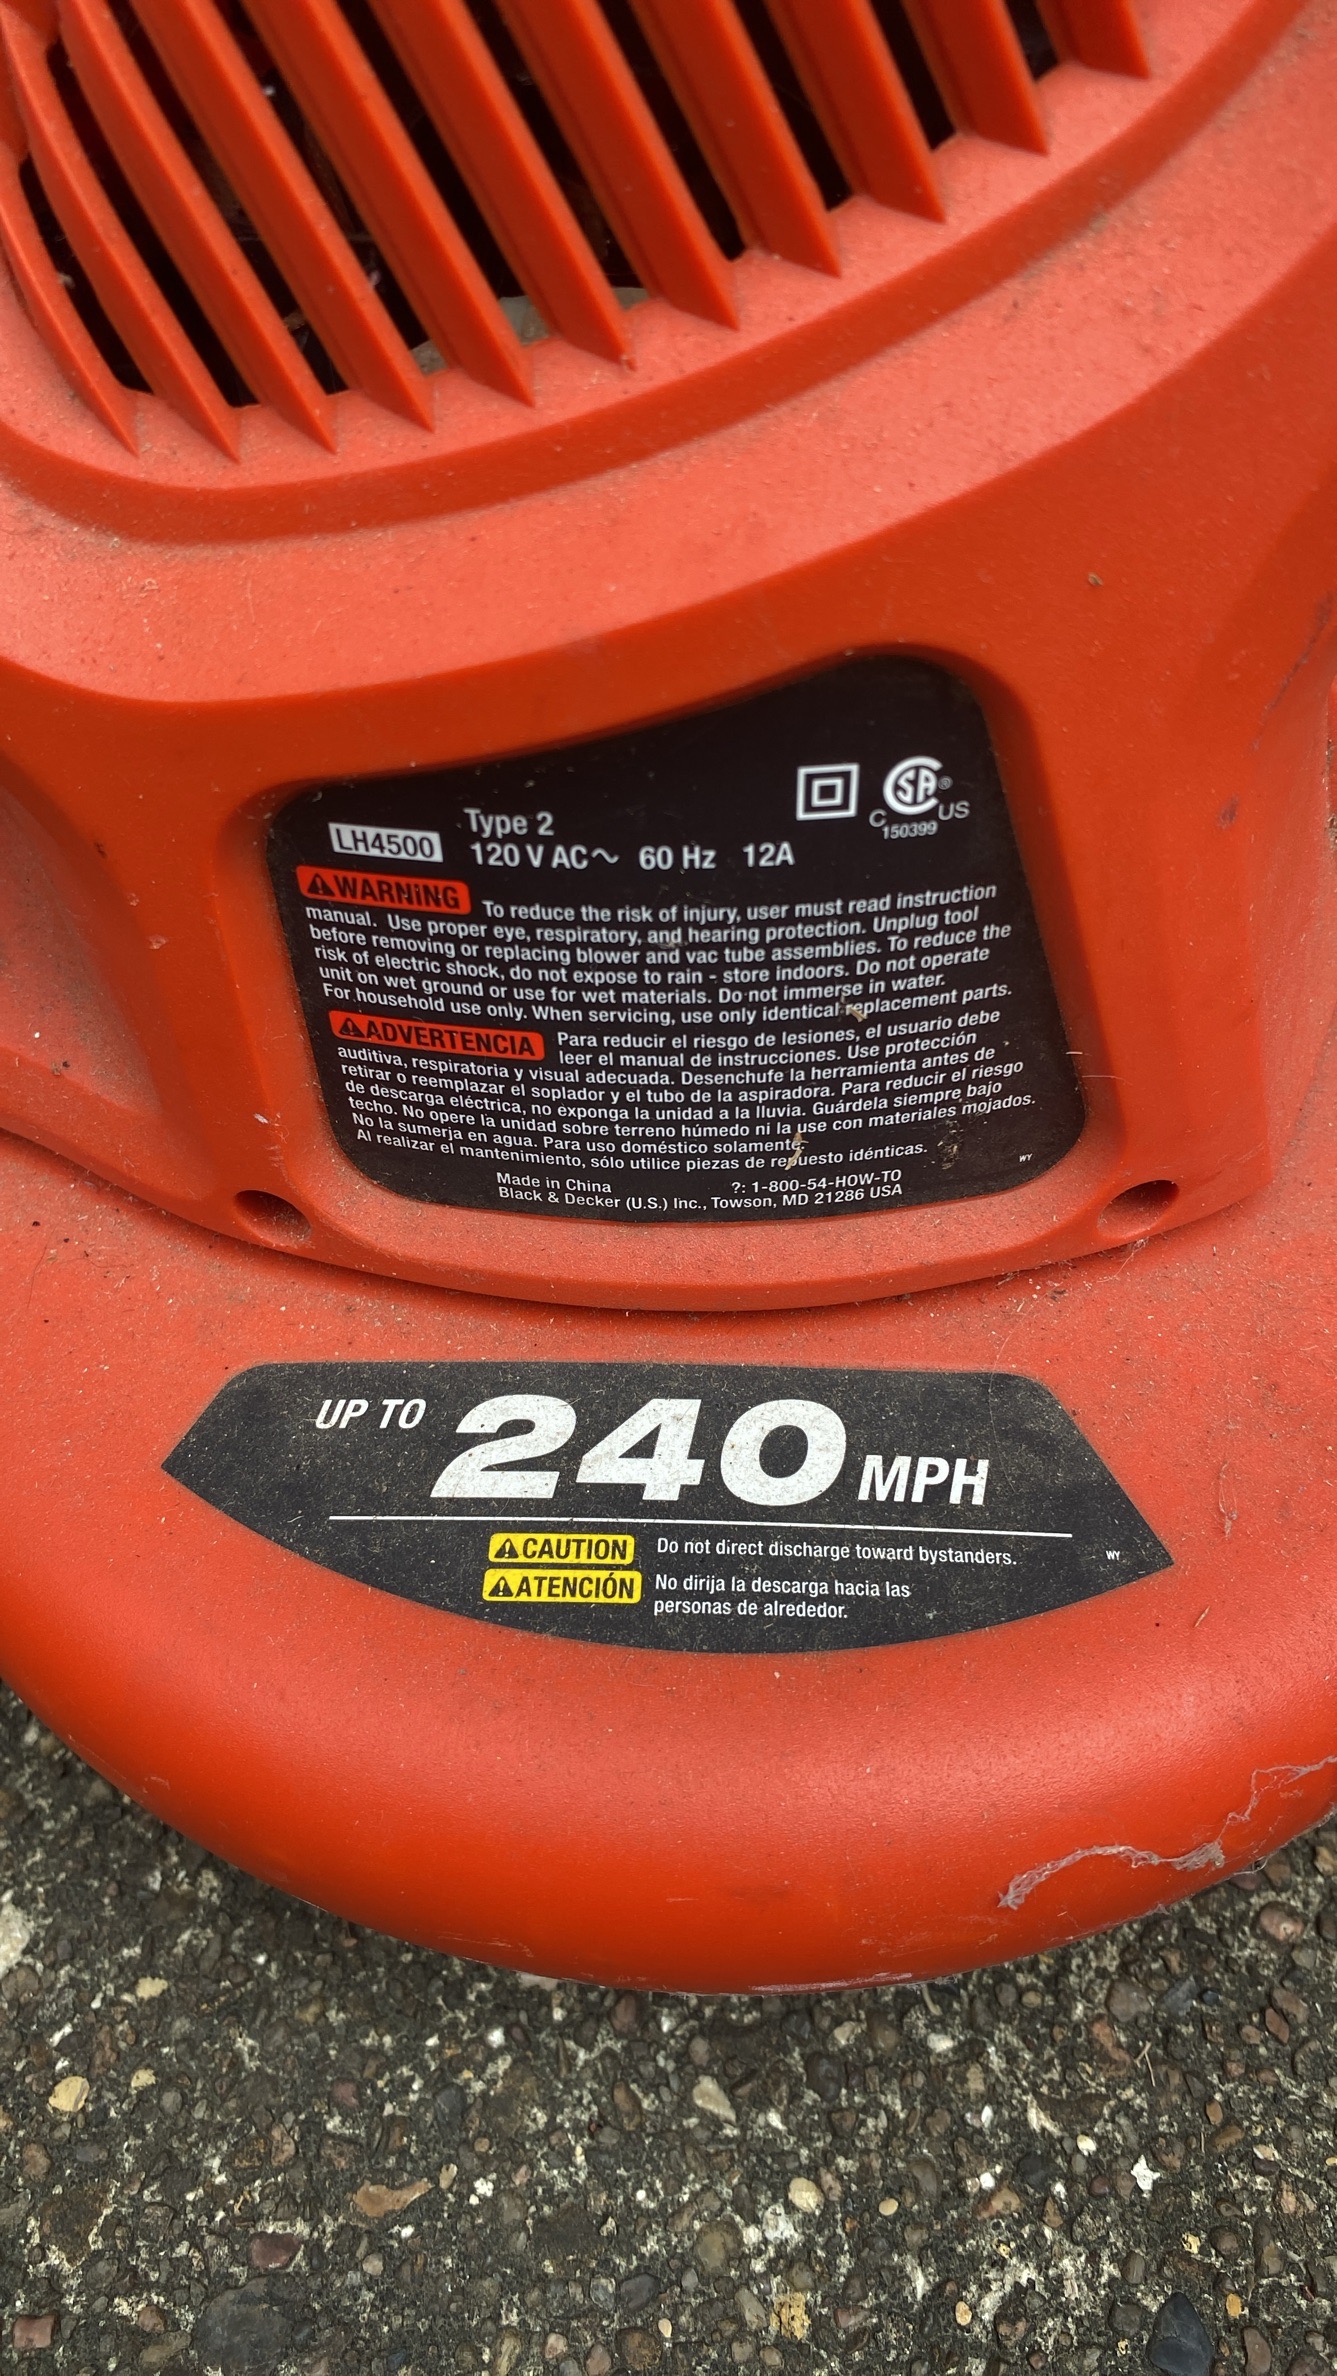 LH4500 Type 2
120 V AC~ 60 Hz 12A
C SA ® US
150399
WARNING To reduce the risk of injury, user must read instruction
manual. Use proper eye, respiratory, and hearing protection. Unplug tool
before removing or replacing blower and vac tube assemblies. To reduce the
risk of electric shock, do not expose to rain - store indoors. Do not operate
unit on wet ground or use for wet materials. Do not immerse in water.
For household use only. When servicing, use only identical replacement parts.
ADVERTENCIA Para reducir el riesgo de lesiones, el usuario debe
leer el manual de instrucciones. Use protección
auditiva, respiratoria y visual adecuada. Desenchufe la herramienta antes de
retirar o reemplazar el soplador y el tubo de la aspiradora. Para reducir el riesgo
de descarga eléctrica, no exponga la unidad a la lluvia. Guárdela siempre bajo
techo. No opere la unidad sobre terreno húmedo ni la use con materiales mojados.
No la sumerja en agua. Para uso doméstico solamente.
Al realizar el mantenimiento, sólo utilice piezas de repuesto idénticas.
WY
Made in China ?: 1-800-54-HOW-TO
Black & Decker (U.S.) Inc., Towson, MD 21286 USA
UP TO 240 MPH
CAUTION Do not direct discharge toward bystanders.
WY
ATENCIÓN No dirija la descarga hacia las
personas de alrededor.